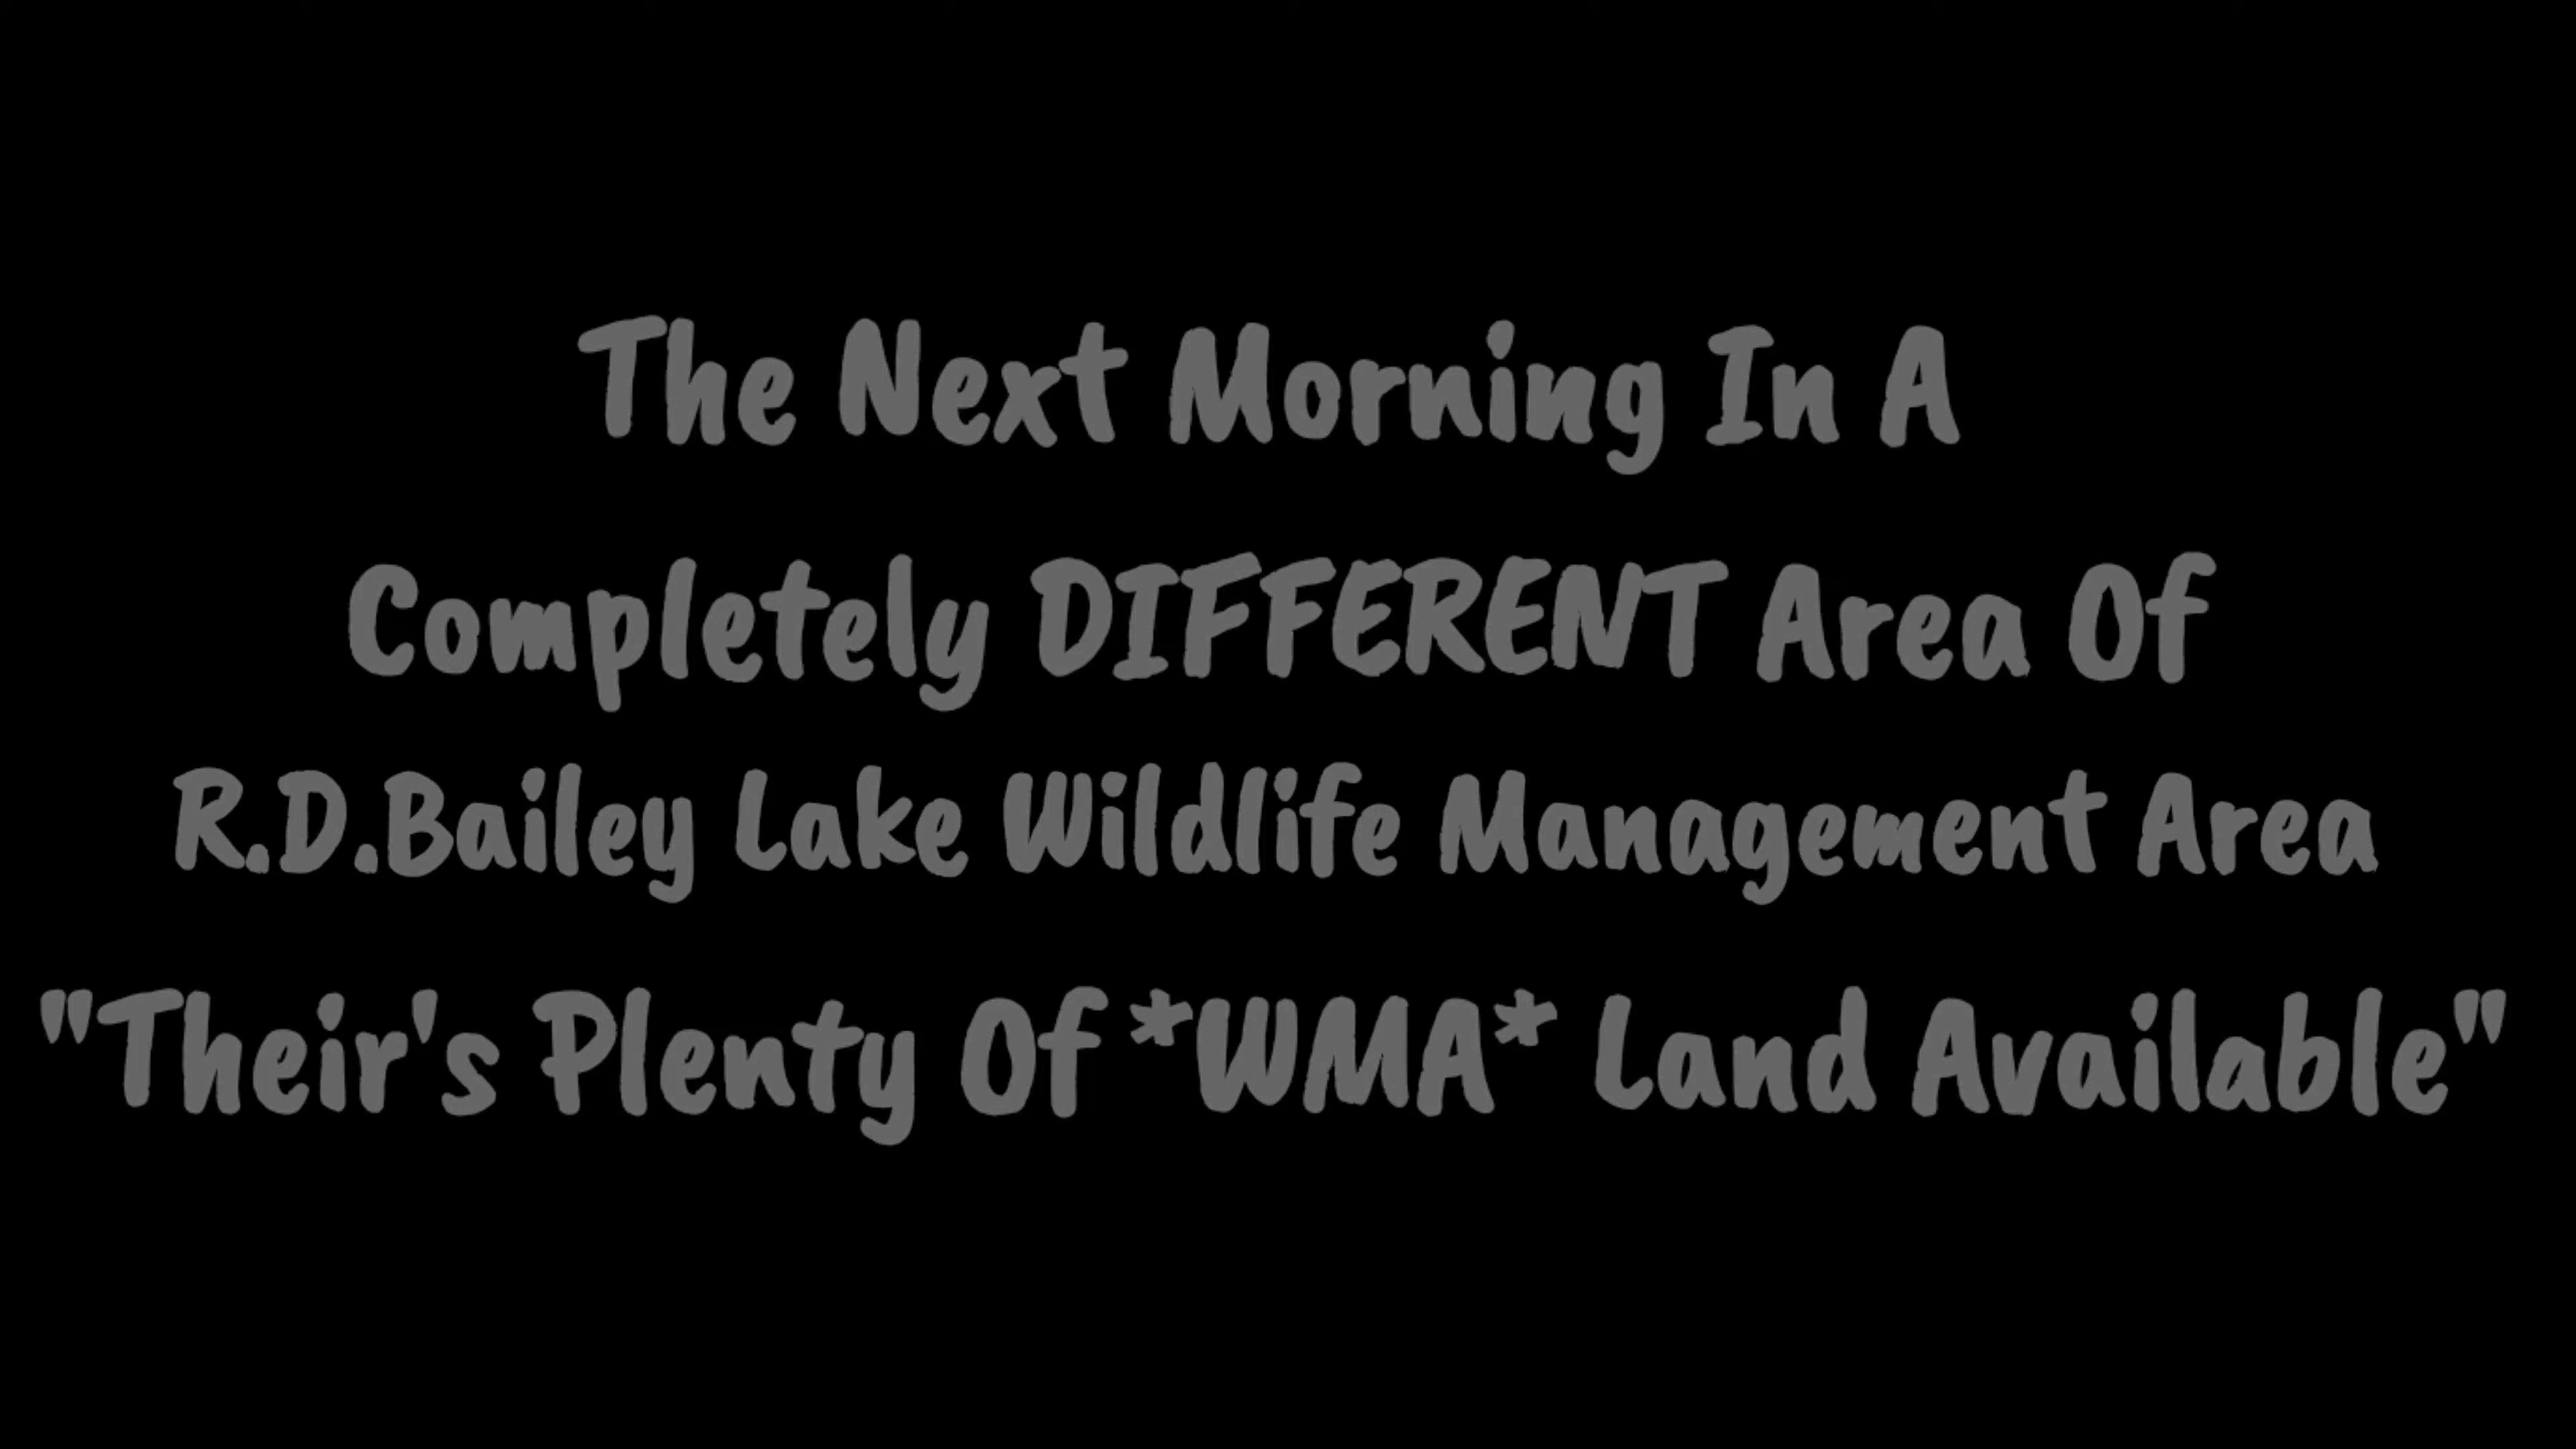 The Next Morning In A
Completely DIFFERENT Area Of
R.D.Bailey Lake Wildlife Management Area
"Their's Plenty Of *WMA* Land Available"